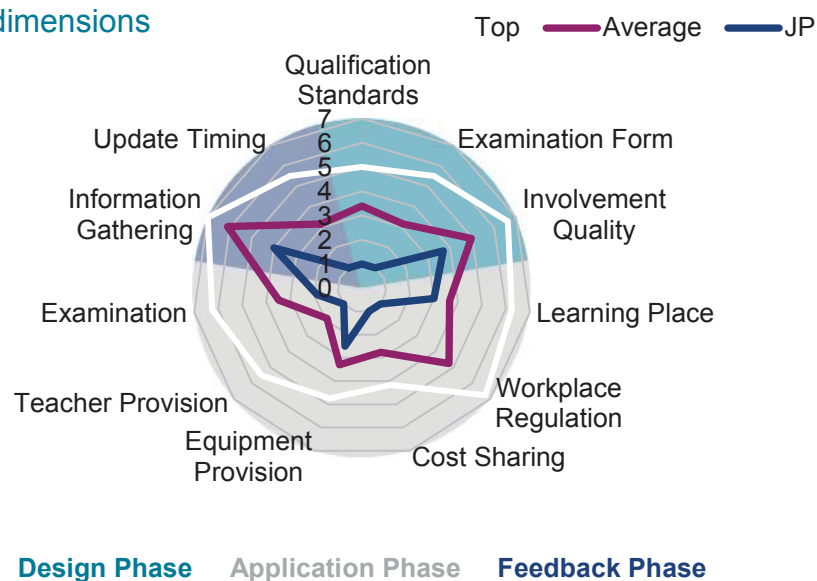 dimensions
Top Average JP
Qualification
Standards
Examination Form
Involvement
Quality
Learning Place
Workplace
Regulation
Cost Sharing
Equipment
Provision
Teacher Provision
Examination
Information
Gathering
Update Timing
7
6
5
4
3
2
1
0
Design Phase Application Phase Feedback Phase